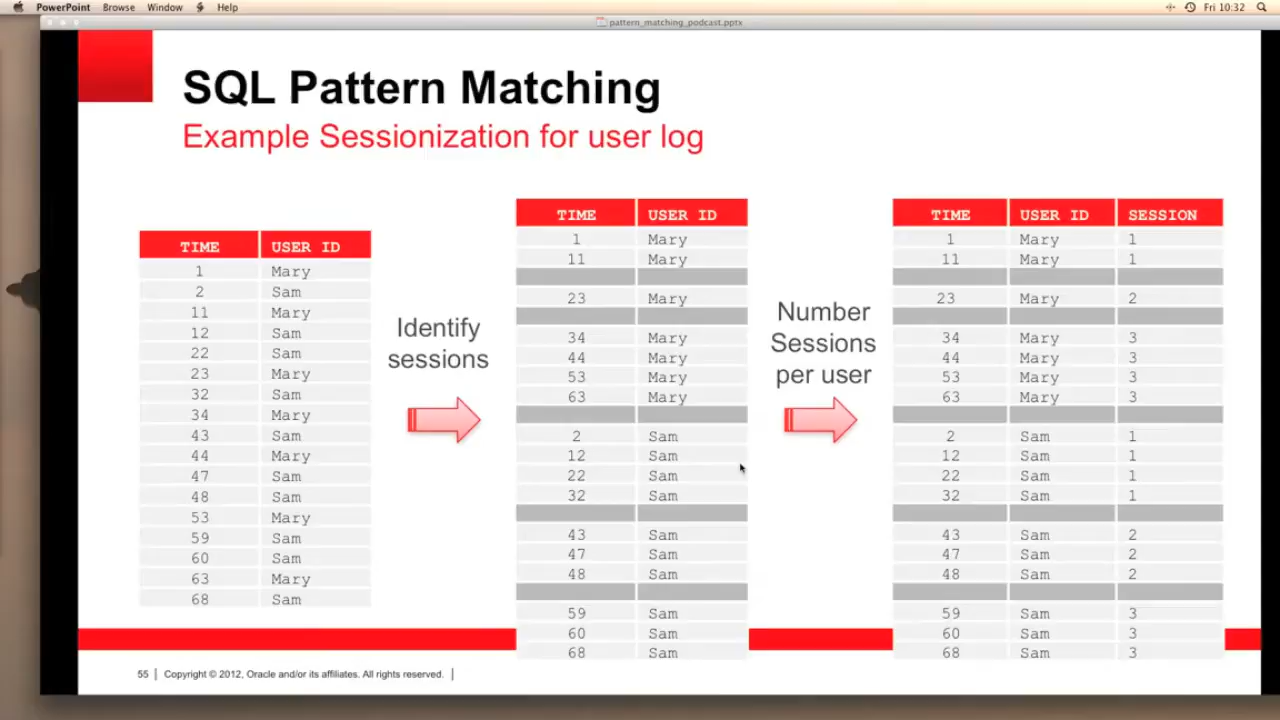 PowerPoint Browse Window Help Fri 10:32
pattern_matching_podcast.pptx
SQL Pattern Matching
Example Sessionization for user log
TIME USER ID
1 Mary
2 Sam
11 Mary
12 Sam
22 Sam
23 Mary
32 Sam
34 Mary
43 Sam
44 Mary
47 Sam
48 Sam
53 Mary
59 Sam
60 Sam
63 Mary
68 Sam
Identify
sessions
TIME USER ID
1 Mary
11 Mary
23 Mary
34 Mary
44 Mary
53 Mary
63 Mary
2 Sam
12 Sam
22 Sam
32 Sam
43 Sam
47 Sam
48 Sam
59 Sam
60 Sam
68 Sam
Number
Sessions
per user
TIME USER ID SESSION
1 Mary 1
11 Mary 1
23 Mary 2
34 Mary 3
44 Mary 3
53 Mary 3
63 Mary 3
2 Sam 1
12 Sam 1
22 Sam 1
32 Sam 1
43 Sam 2
47 Sam 2
48 Sam 2
59 Sam 3
60 Sam 3
68 Sam 3
55 | Copyright © 2012, Oracle and/or its affiliates. All rights reserved. |